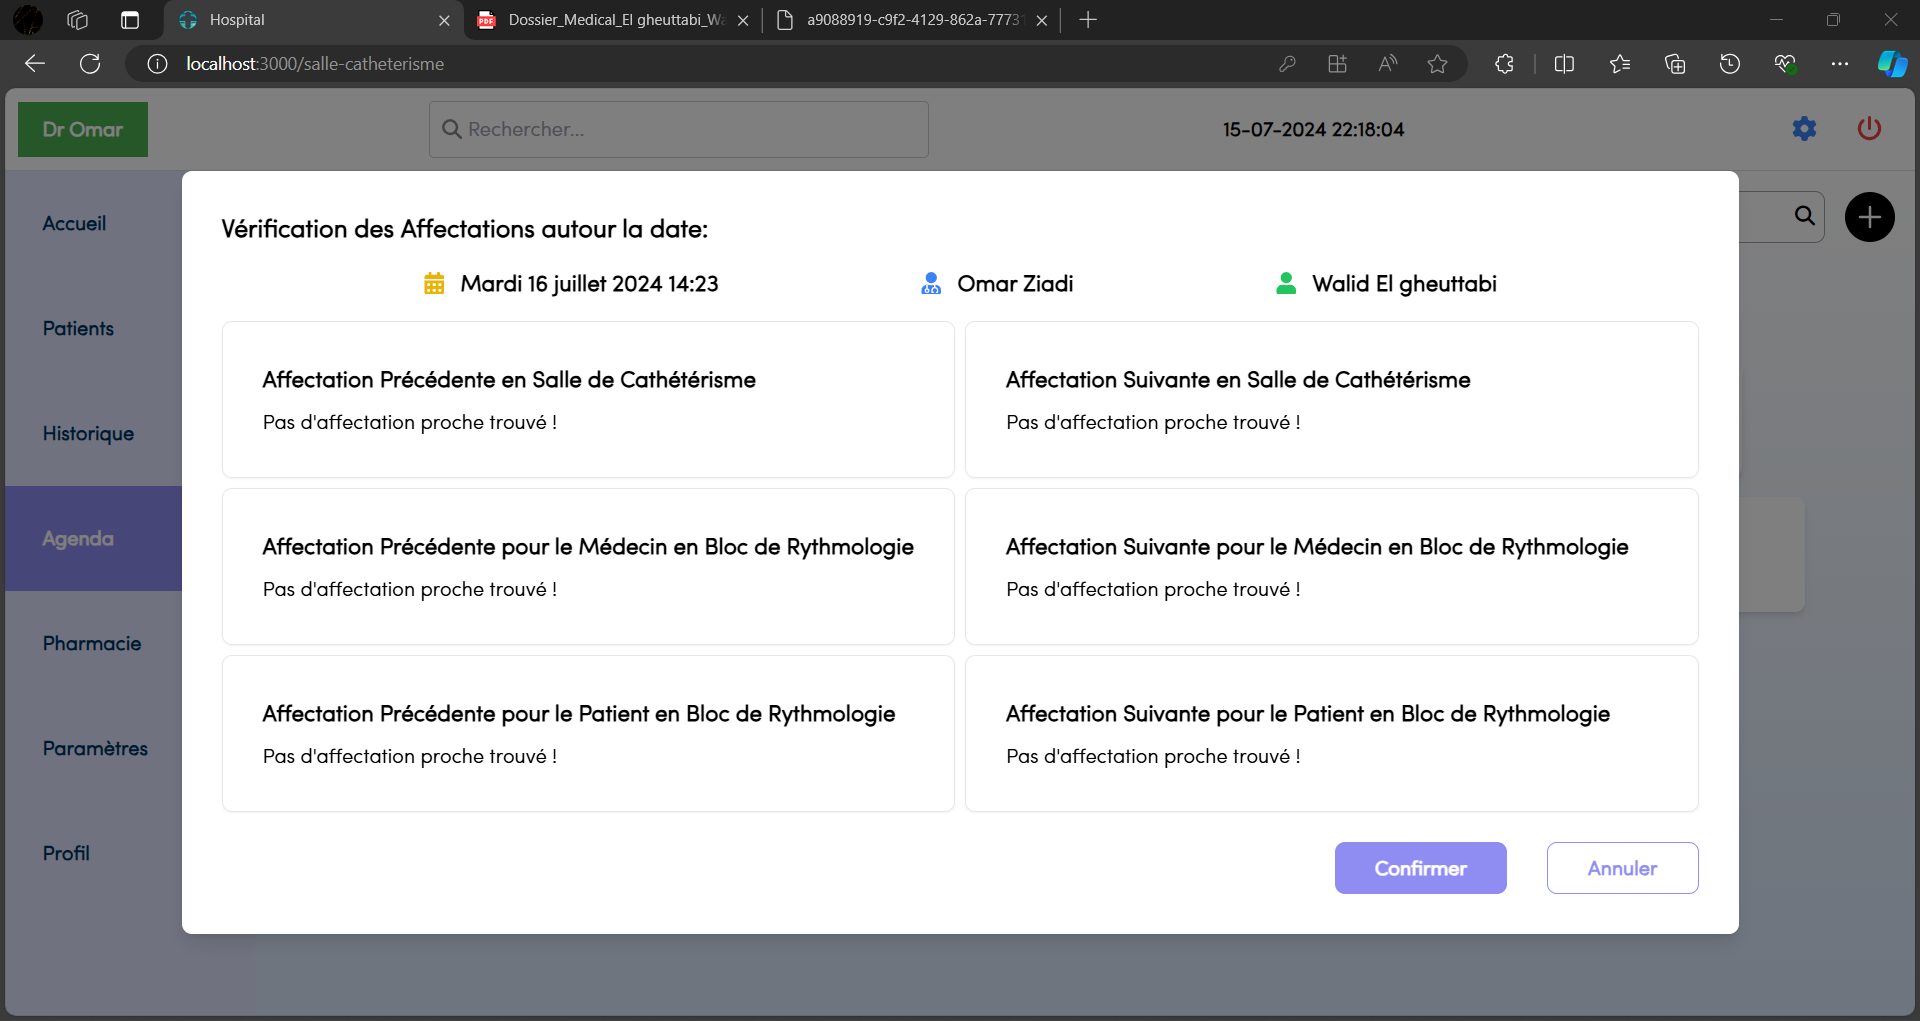 Hospital
Dossier_Medical_El gheuttabi_Wa
a9088919-c9f2-4129-862a-77731
localhost:3000/salle-catheterisme
Dr Omar
Rechercher...
15-07-2024 22:18:04
Accueil
Patients
Historique
Agenda
Pharmacie
Paramètres
Profil
Vérification des Affectations autour la date:
Mardi 16 juillet 2024 14:23
Omar Ziadi
Walid El gheuttabi
Affectation Précédente en Salle de Cathétérisme
Pas d'affectation proche trouvé !
Affectation Suivante en Salle de Cathétérisme
Pas d'affectation proche trouvé !
Affectation Précédente pour le Médecin en Bloc de Rythmologie
Pas d'affectation proche trouvé !
Affectation Suivante pour le Médecin en Bloc de Rythmologie
Pas d'affectation proche trouvé !
Affectation Précédente pour le Patient en Bloc de Rythmologie
Pas d'affectation proche trouvé !
Affectation Suivante pour le Patient en Bloc de Rythmologie
Pas d'affectation proche trouvé !
Confirmer
Annuler